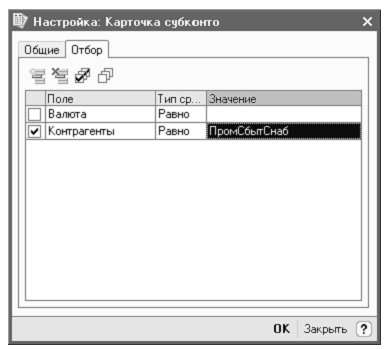 Настройка: Карточка субконто
Общие Отбор
Поле Тип ср... Значение
Валюта Равно
Контрагенты Равно ПромСбытСнаб
OK Закрыть ?